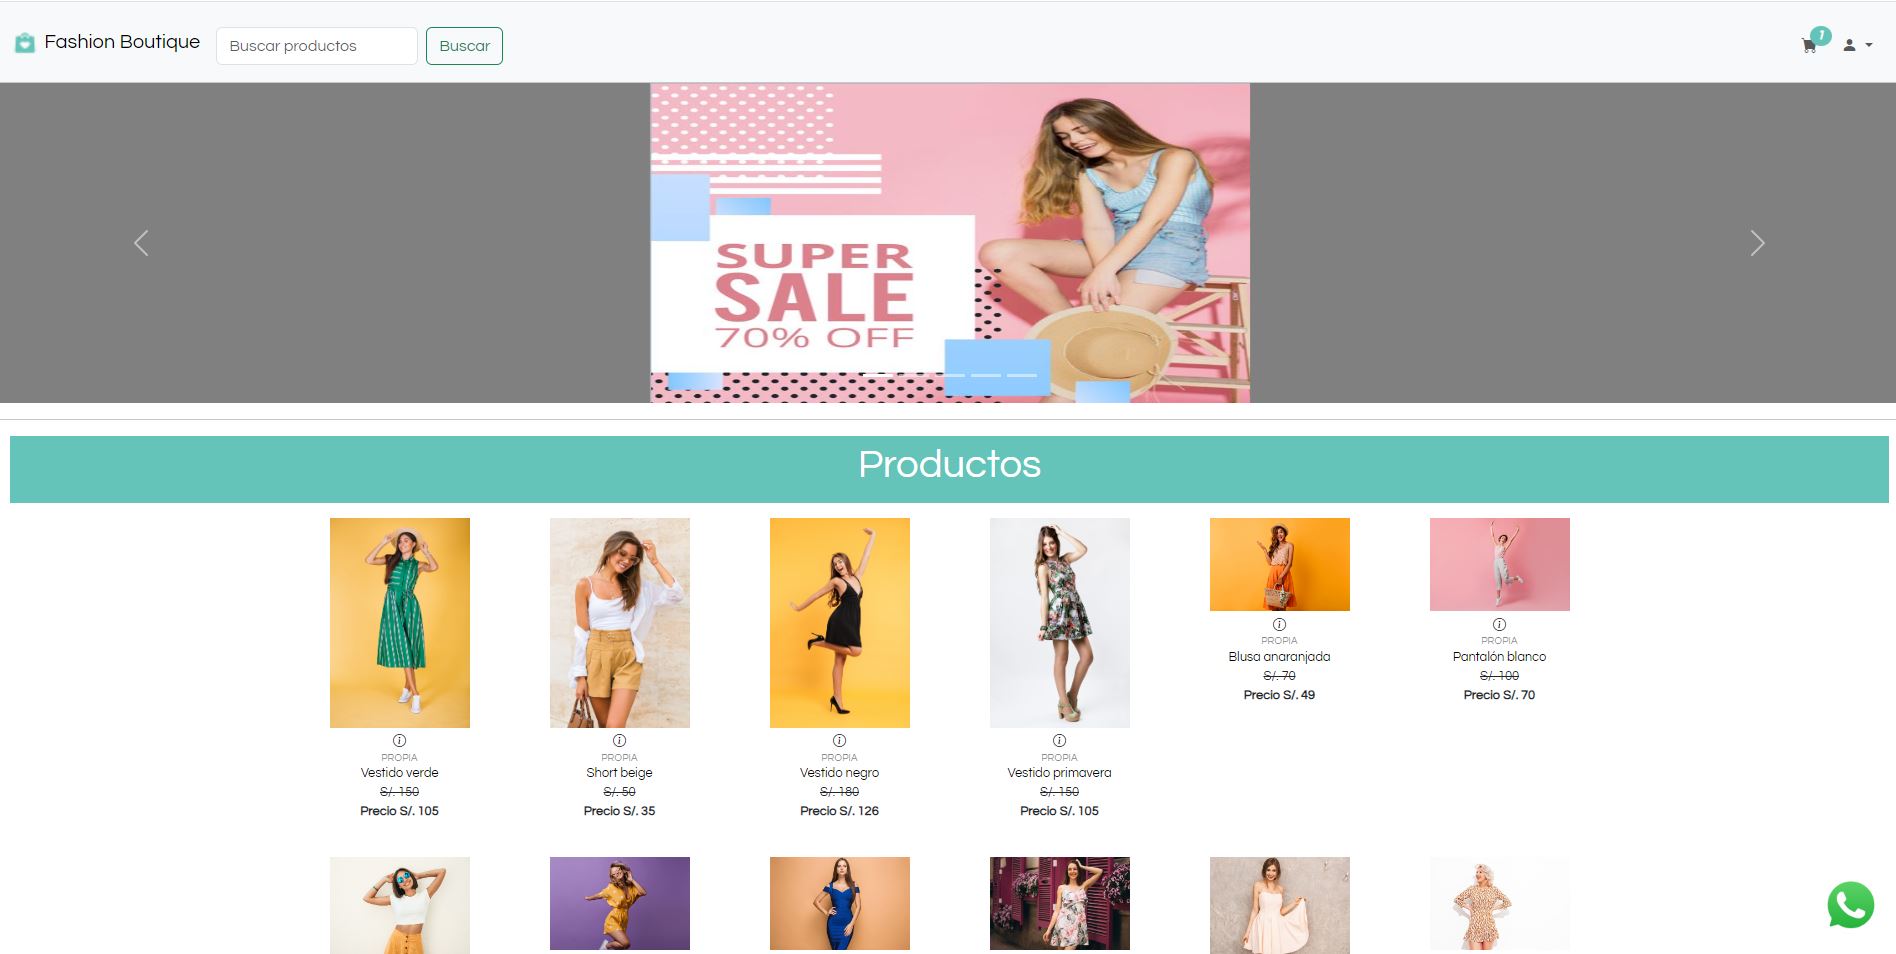 Fashion Boutique
Buscar productos
Buscar
1
SUPER
SALE
70% OFF
Productos
PROPIA
Vestido verde
S/. 150
Precio S/. 105
PROPIA
Short beige
S/. 50
Precio S/. 35
PROPIA
Vestido negro
S/. 180
Precio S/. 126
PROPIA
Vestido primavera
S/. 150
Precio S/. 105
PROPIA
Blusa anaranjada
S/. 70
Precio S/. 49
PROPIA
Pantalón blanco
S/. 100
Precio S/. 70